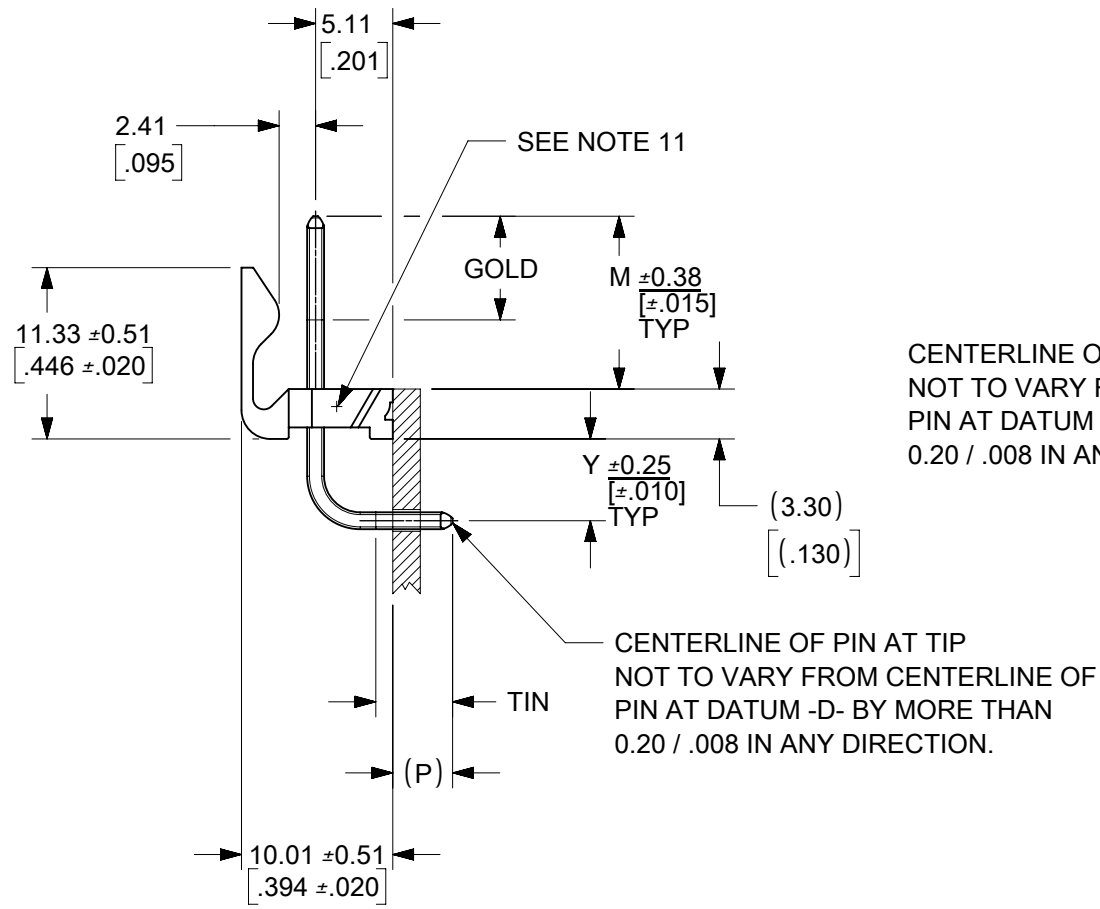 5.11
[.201]
2.41
[.095]
SEE NOTE 11
GOLD
M ±0.38
[±.015]
TYP
11.33 ±0.51
[.446 ±.020]
CENTERLINE O
NOT TO VARY F
PIN AT DATUM
0.20 / .008 IN AN
Y ±0.25
[±.010]
TYP
(3.30)
[(.130)]
CENTERLINE OF PIN AT TIP
NOT TO VARY FROM CENTERLINE OF
PIN AT DATUM -D- BY MORE THAN
0.20 / .008 IN ANY DIRECTION.
TIN
(P)
10.01 ±0.51
[.394 ±.020]